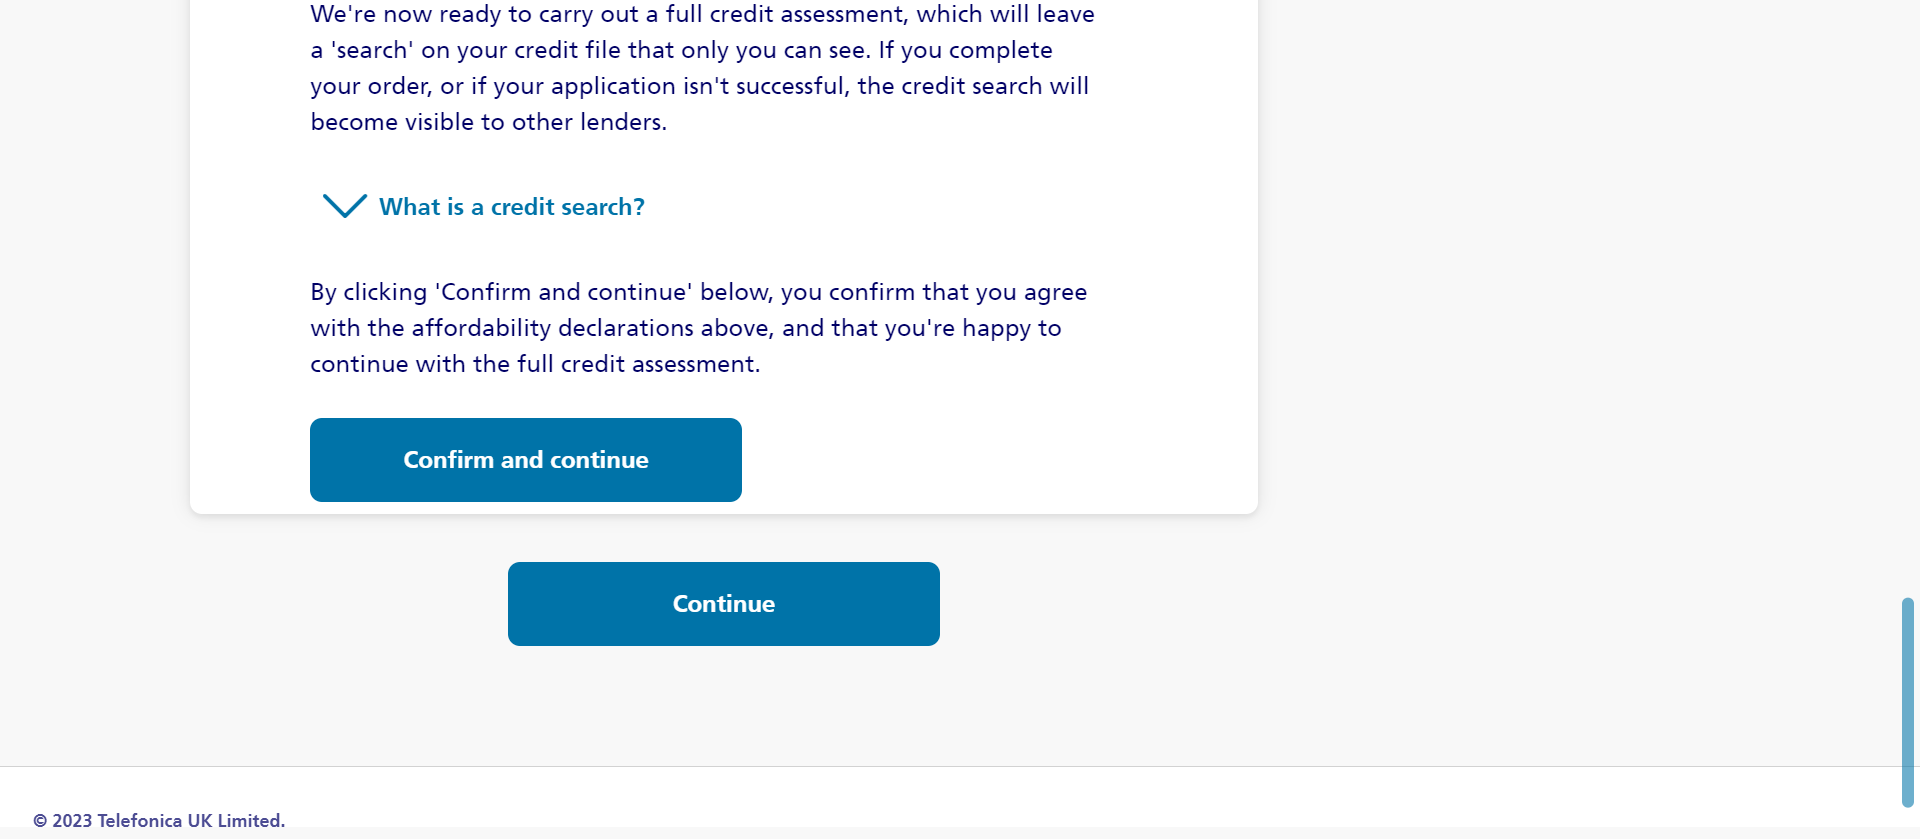 We're now ready to carry out a full credit assessment, which will leave
a 'search' on your credit file that only you can see. If you complete
your order, or if your application isn't successful, the credit search will
become visible to other lenders.
What is a credit search?
By clicking 'Confirm and continue' below, you confirm that you agree
with the affordability declarations above, and that you're happy to
continue with the full credit assessment.
Confirm and continue
Continue
© 2023 Telefonica UK Limited.